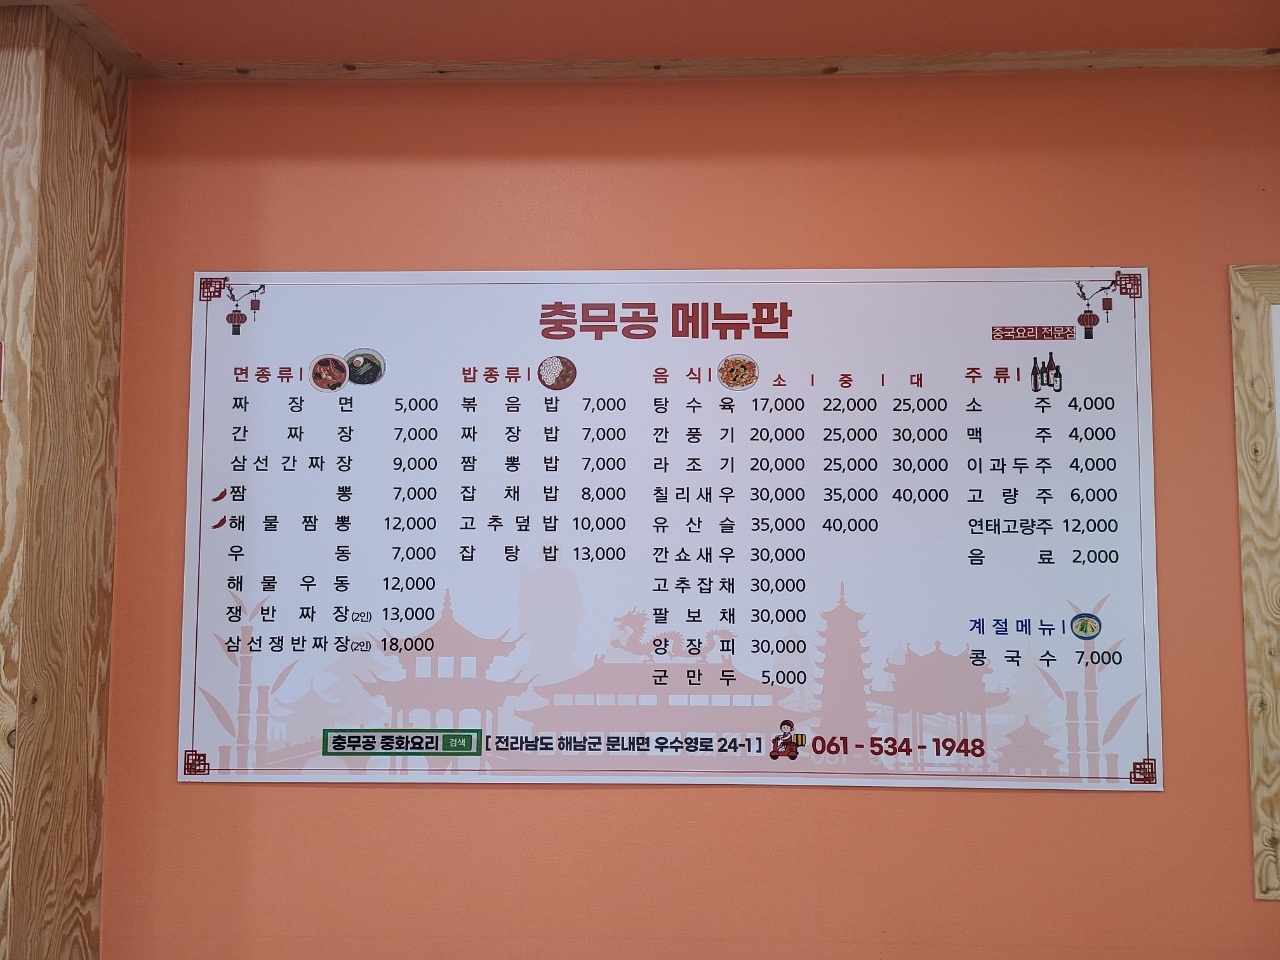 충무공 메뉴판
중국요리 전문점
면종류
짜장면 5,000
간짜장 7,000
삼선간짜장 9,000
짬뽕 7,000
해물짬뽕 12,000
우동 7,000
해물우동 12,000
쟁반짜장(2인) 13,000
삼선쟁반짜장(2인) 18,000
밥종류
볶음밥 7,000
짜장밥 7,000
짬뽕밥 7,000
잡채밥 8,000
고추덮밥 10,000
잡탕밥 13,000
음식 | 소 | 중 | 대
탕수육 17,000 22,000 25,000
깐풍기 20,000 25,000 30,000
라조기 20,000 25,000 30,000
칠리새우 30,000 35,000 40,000
유산슬 35,000 40,000
깐쇼새우 30,000
고추잡채 30,000
팔보채 30,000
양장피 30,000
군만두 5,000
주류
소주 4,000
맥주 4,000
이과두주 4,000
고량주 6,000
연태고량주 12,000
음료 2,000
계절메뉴
콩국수 7,000
충무공 중화요리 검색 [ 전라남도 해남군 문내면 우수영로 24-1 ] 061 - 534 - 1948